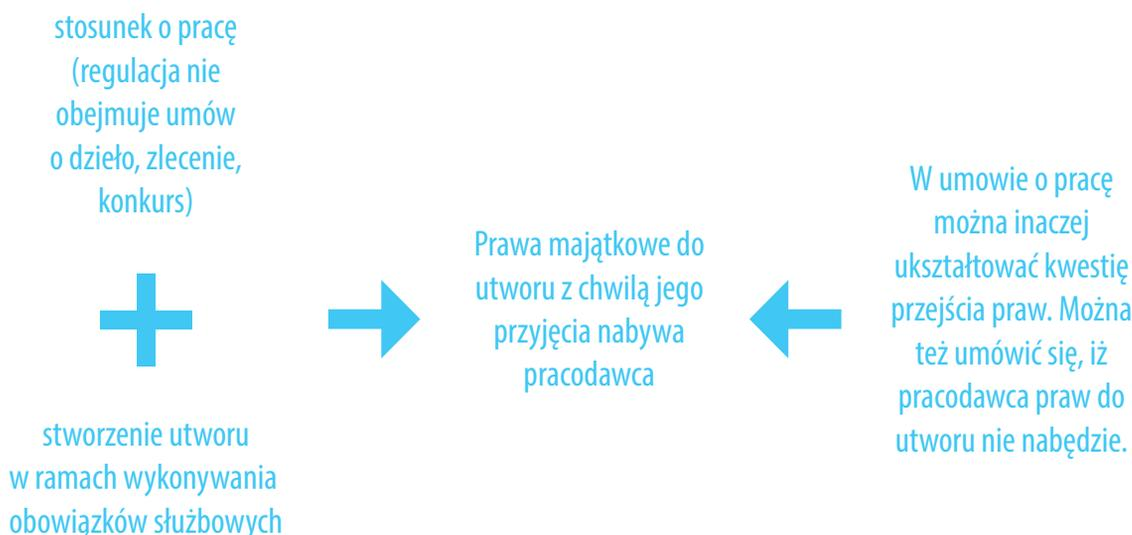 stosunek o pracę
(regulacja nie
obejmuje umów
o dzieło, zlecenie,
konkurs)
stworzenie utworu
w ramach wykonywania
obowiązków służbowych
Prawa majątkowe do
utworu z chwilą jego
przyjęcia nabywa
pracodawca
W umowie o pracę
można inaczej
ukształtować kwestię
przejścia praw. Można
też umówić się, iż
pracodawca praw do
utworu nie nabędzie.